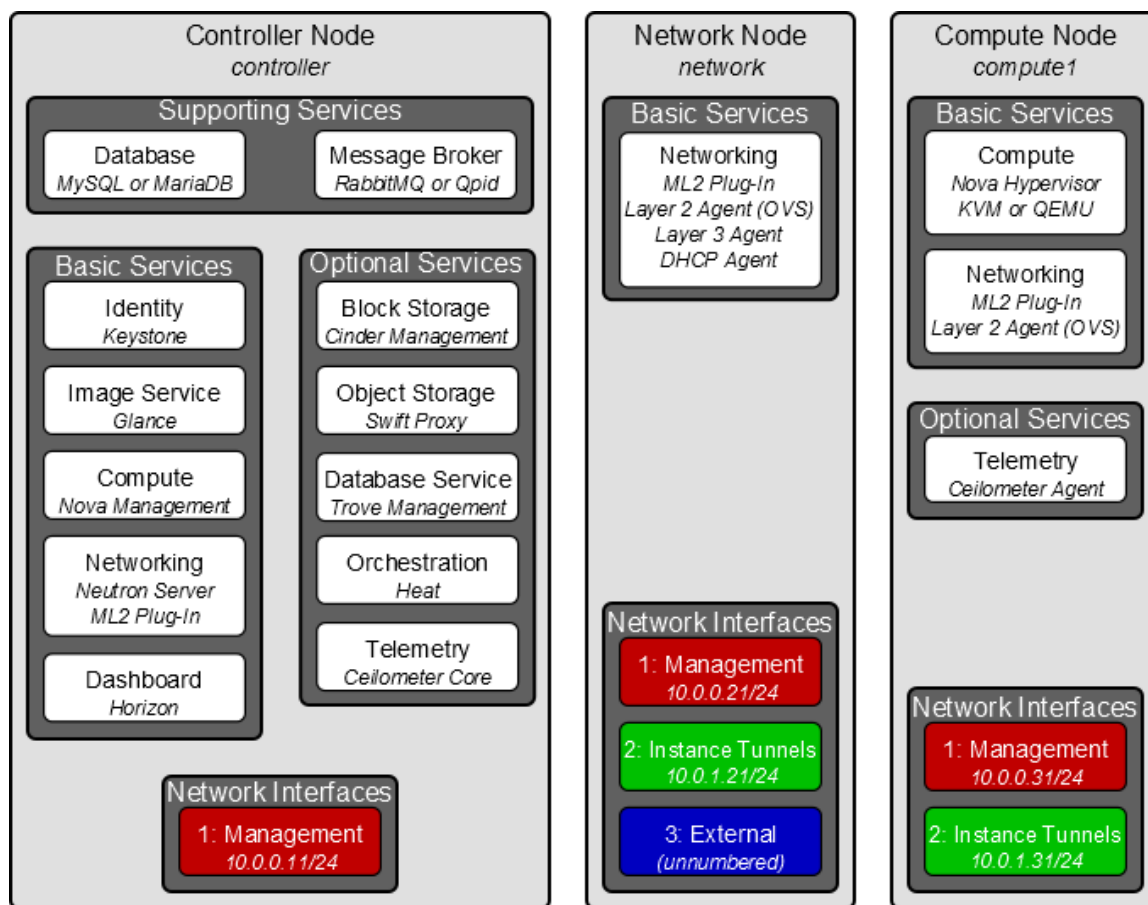 Controller Node
controller
Supporting Services
Database
MySQL or MariaDB
Message Broker
RabbitMQ or Qpid
Basic Services
Identity
Keystone
Image Service
Glance
Compute
Nova Management
Networking
Neutron Server
ML2 Plug-In
Dashboard
Horizon
Optional Services
Block Storage
Cinder Management
Object Storage
Swift Proxy
Database Service
Trove Management
Orchestration
Heat
Telemetry
Ceilometer Core
Network Interfaces
1: Management
10.0.0.11/24
Network Node
network
Basic Services
Networking
ML2 Plug-In
Layer 2 Agent (OVS)
Layer 3 Agent
DHCP Agent
Network Interfaces
1: Management
10.0.0.21/24
2: Instance Tunnels
10.0.1.21/24
3: External
(unnumbered)
Compute Node
compute1
Basic Services
Compute
Nova Hypervisor
KVM or QEMU
Networking
ML2 Plug-In
Layer 2 Agent (OVS)
Optional Services
Telemetry
Ceilometer Agent
Network Interfaces
1: Management
10.0.0.31/24
2: Instance Tunnels
10.0.1.31/24